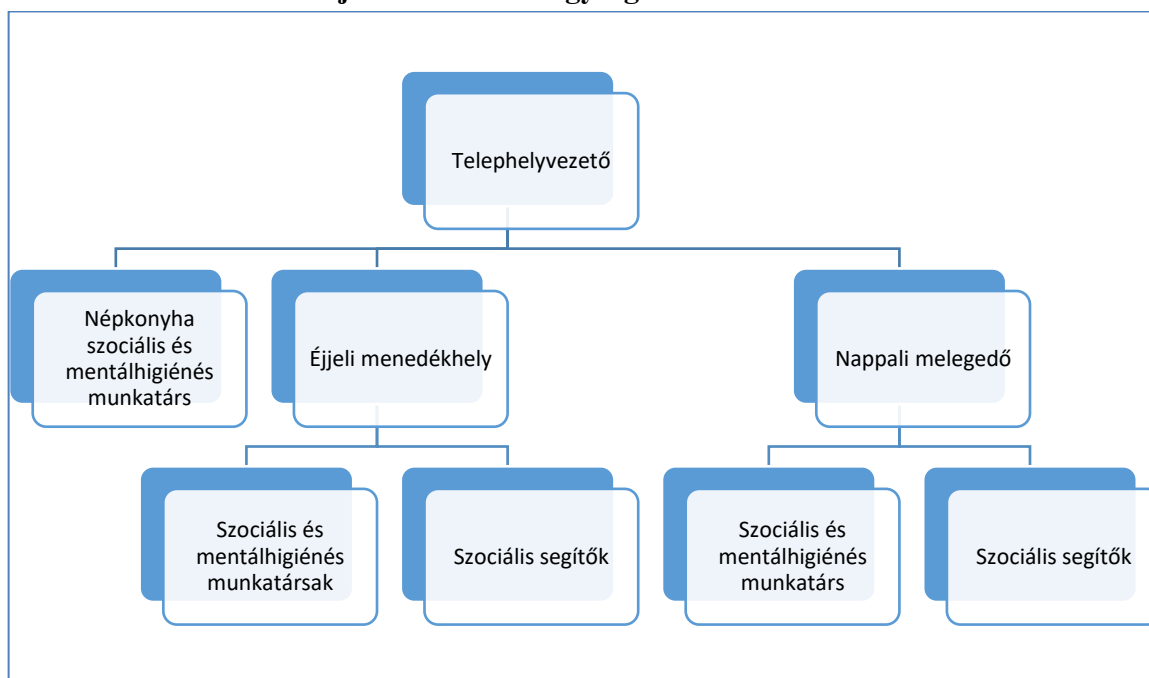 Telephelyvezető
Népkonyha
szociális és
mentálhigiénés
munkatárs
Éjjeli menedékhely
Nappali melegedő
Szociális és
mentálhigiénés
munkatársak
Szociális segítők
Szociális és
mentálhigiénés
munkatárs
Szociális segítők